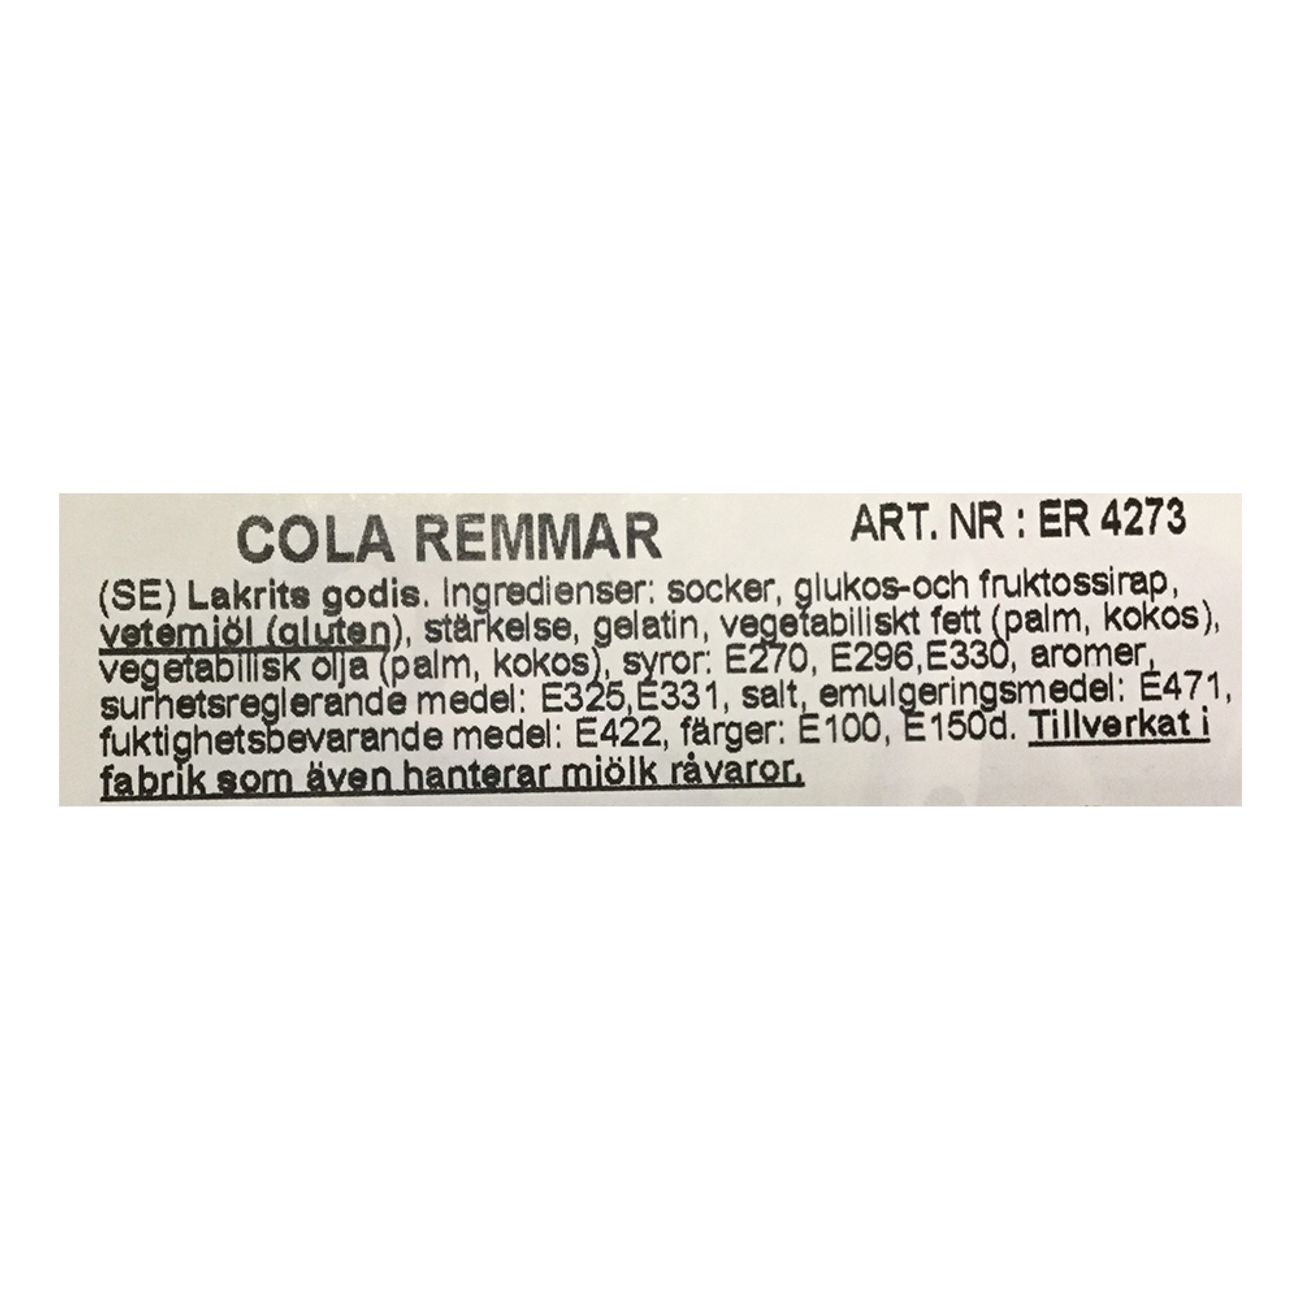 COLA REMMAR ART. NR : ER 4273
(SE) Lakrits godis. Ingredienser: socker, glukos-och fruktossirap,
vetemjöl (gluten), stärkelse, gelatin, vegetabiliskt fett (palm, kokos),
vegetabilisk olja (palm, kokos), syror: E270, E296,E330, aromer,
surhetsreglerande medel: E325,E331, salt, emulgeringsmedel: E471,
fuktighetsbevarande medel: E422, färger: E100, E150d. Tillverkat i
fabrik som även hanterar mjölk råvaror.